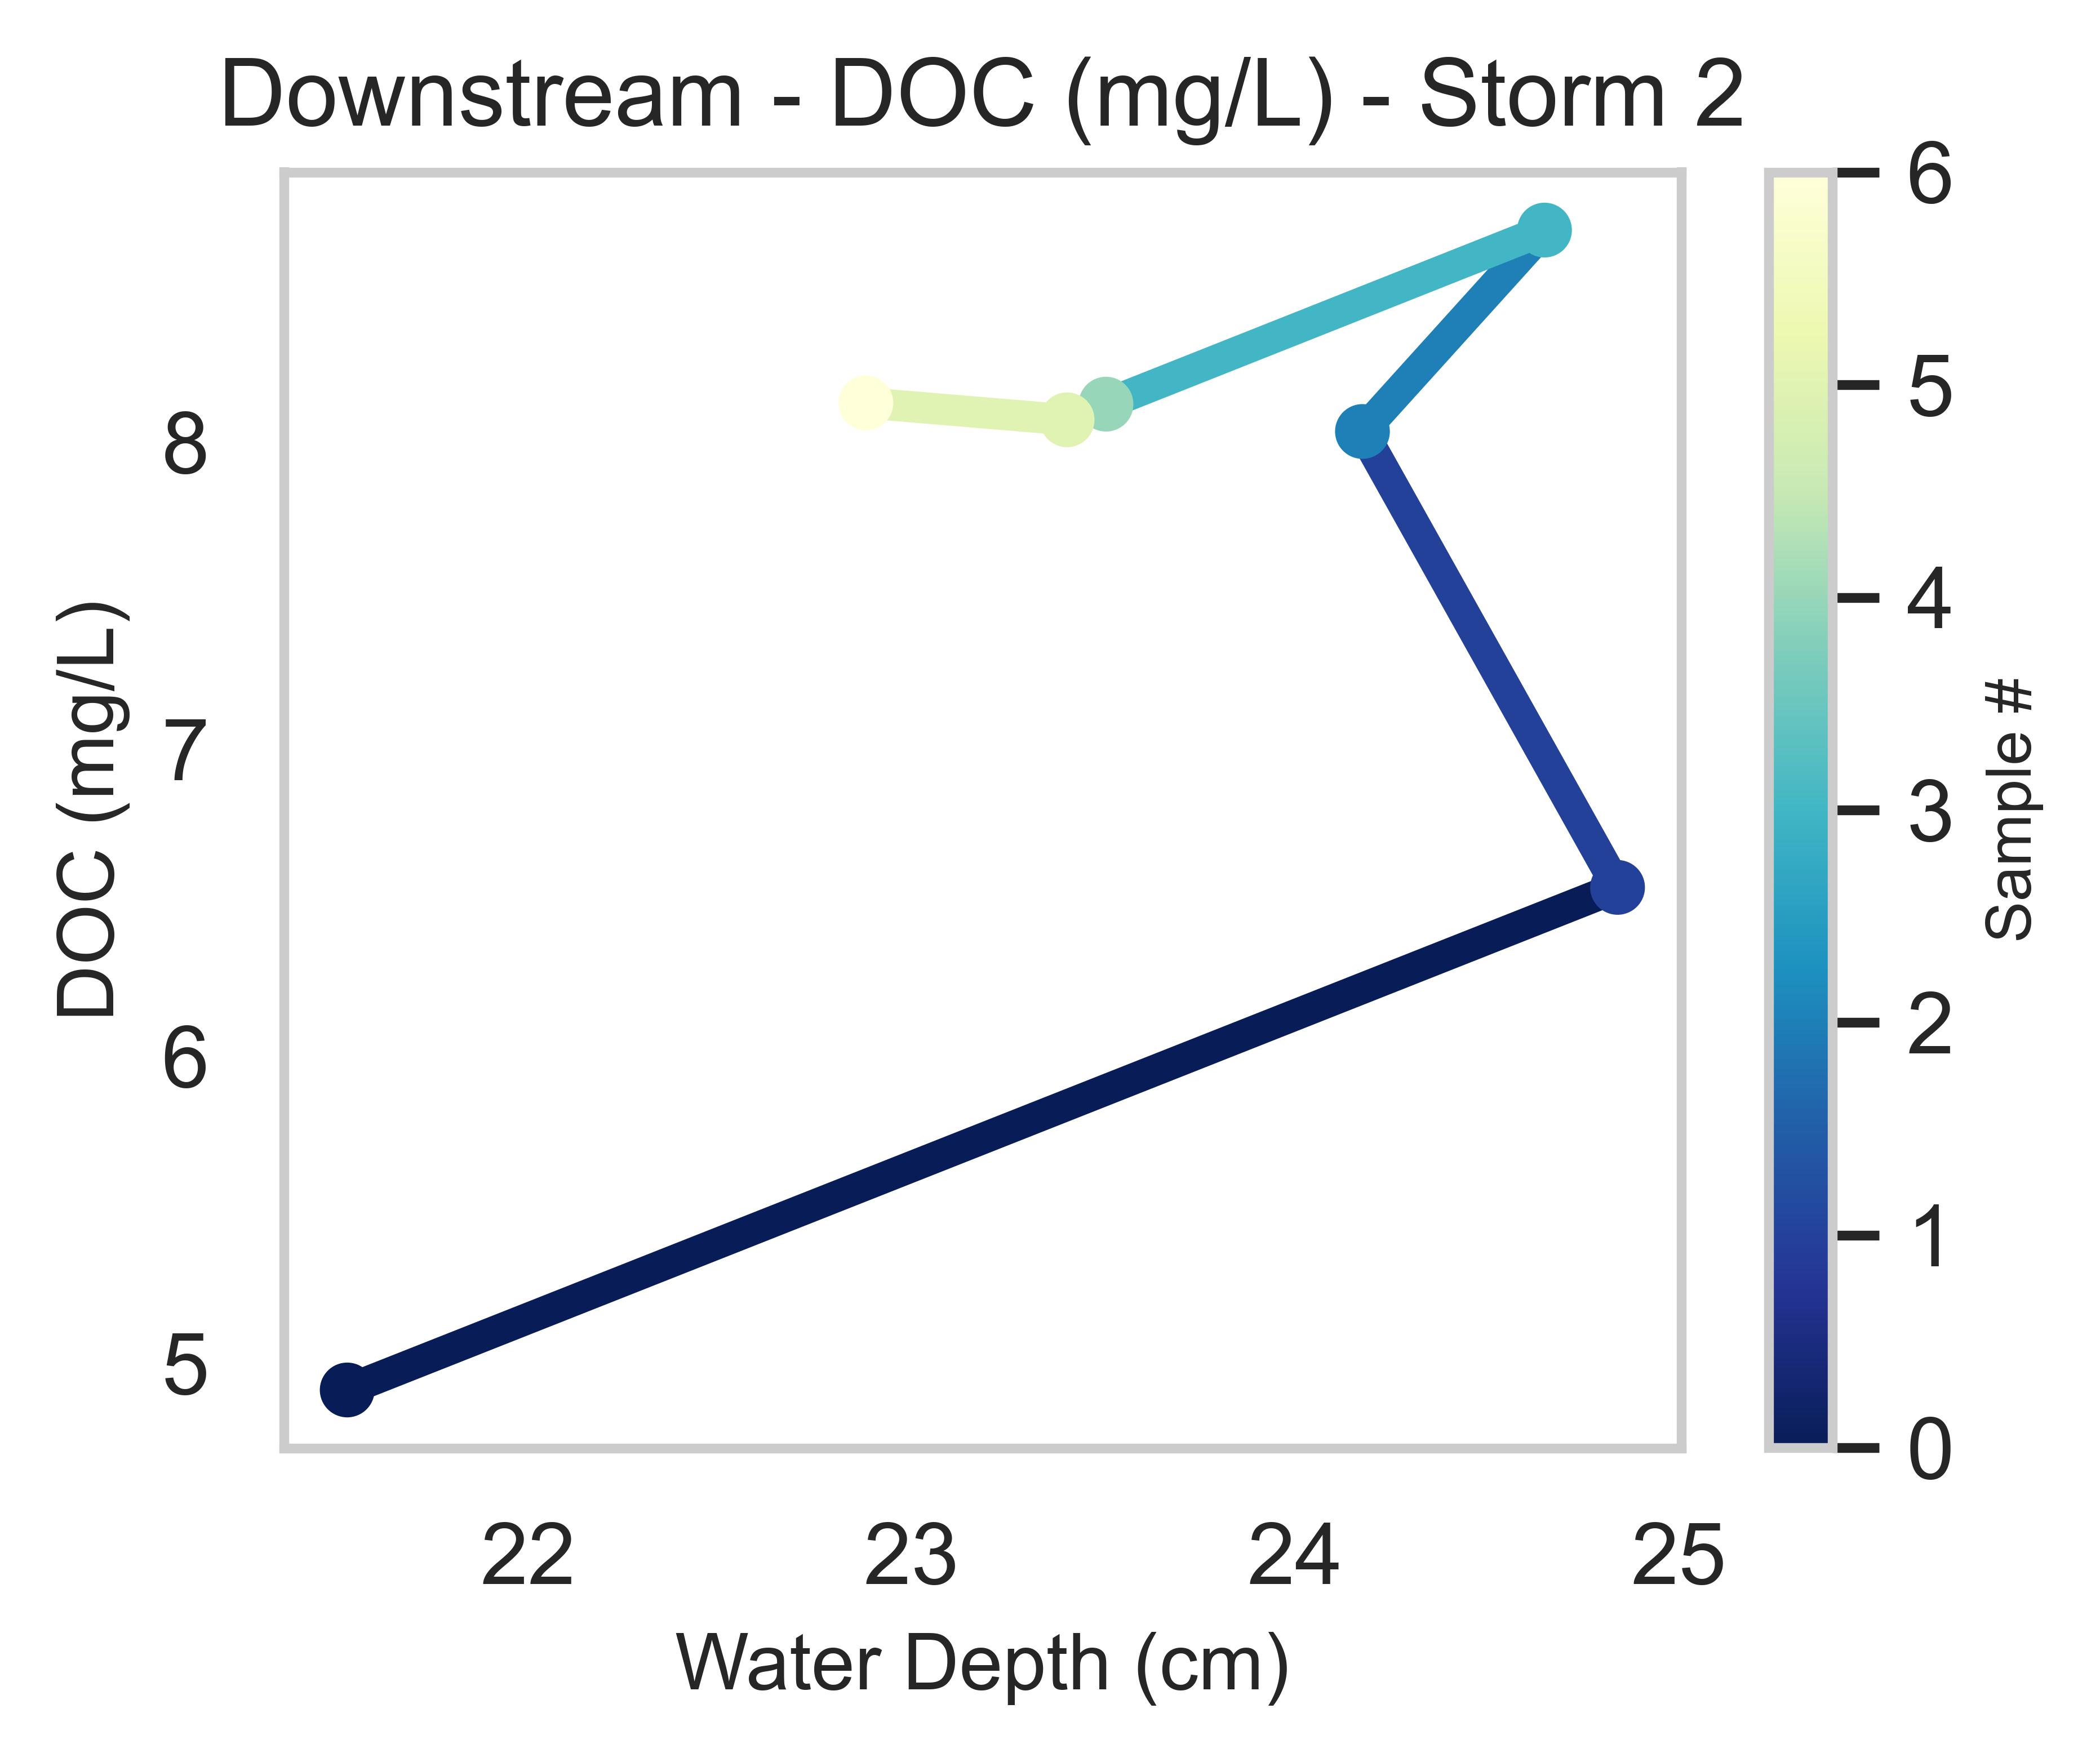 Downstream - DOC (mg/L) - Storm 2
DOC (mg/L)
8
7
6
5
22 23 24 25
Water Depth (cm)
6
5
4
3
2
1
0
Sample #